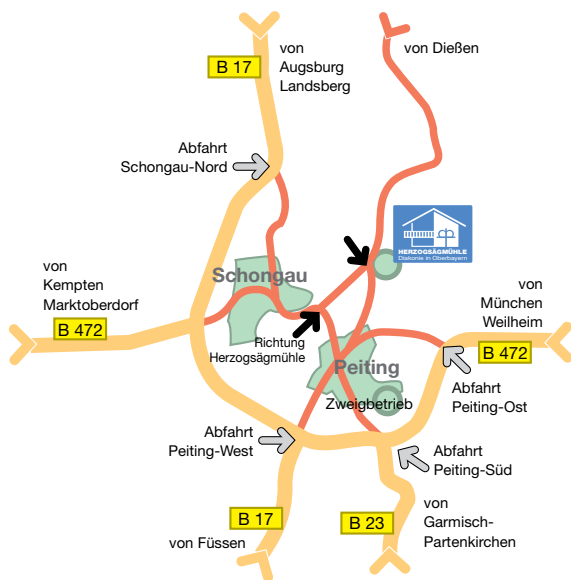 von
Augsburg
Landsberg
B 17
von Dießen
Abfahrt
Schongau-Nord
HERZOGSÄGMÜHLE
Diakonie in Oberbayern
Schongau
von
Kempten
Marktoberdorf
B 472
von
München
Weilheim
B 472
Richtung
Herzogsägmühle
Peiting
Zweigbetrieb
Abfahrt
Peiting-Ost
Abfahrt
Peiting-West
Abfahrt
Peiting-Süd
B 17
von Füssen
B 23
von
Garmisch-
Partenkirchen